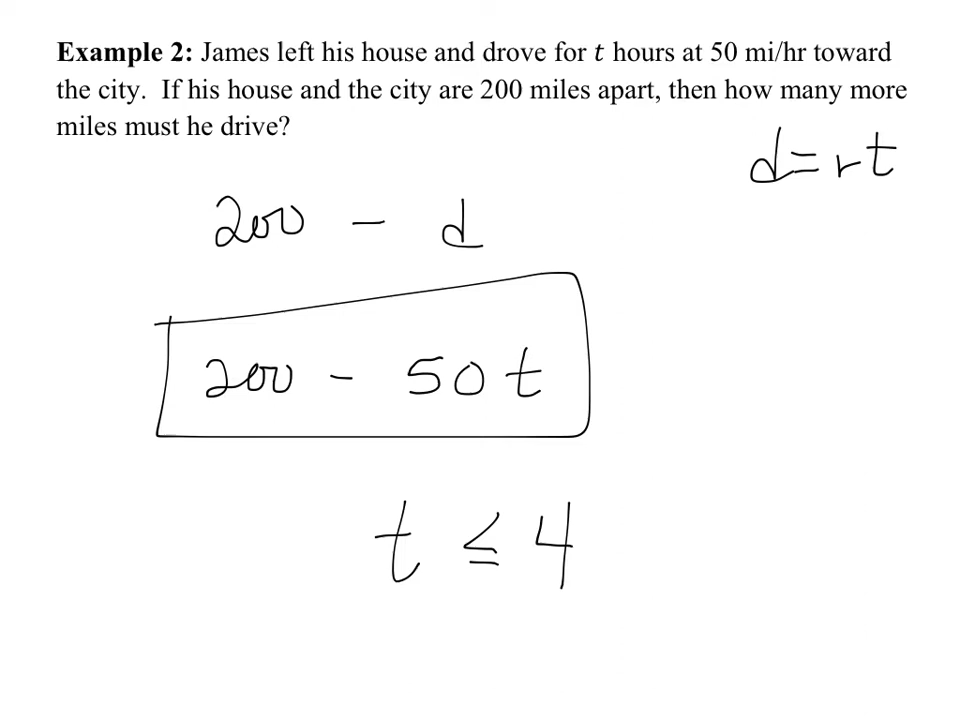 Example 2: James left his house and drove for t hours at 50 mi/hr toward
the city. If his house and the city are 200 miles apart, then how many more
miles must he drive?
d=rt
200 - d
200 - 50t
t ≤ 4